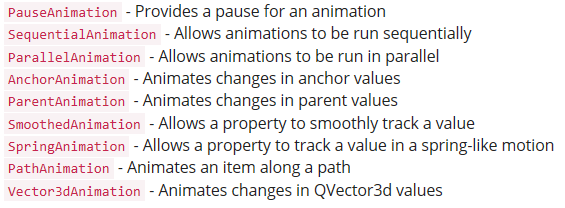 PauseAnimation - Provides a pause for an animation
SequentialAnimation - Allows animations to be run sequentially
ParallelAnimation - Allows animations to be run in parallel
AnchorAnimation - Animates changes in anchor values
ParentAnimation - Animates changes in parent values
SmoothedAnimation - Allows a property to smoothly track a value
SpringAnimation - Allows a property to track a value in a spring-like motion
PathAnimation - Animates an item along a path
Vector3dAnimation - Animates changes in QVector3d values